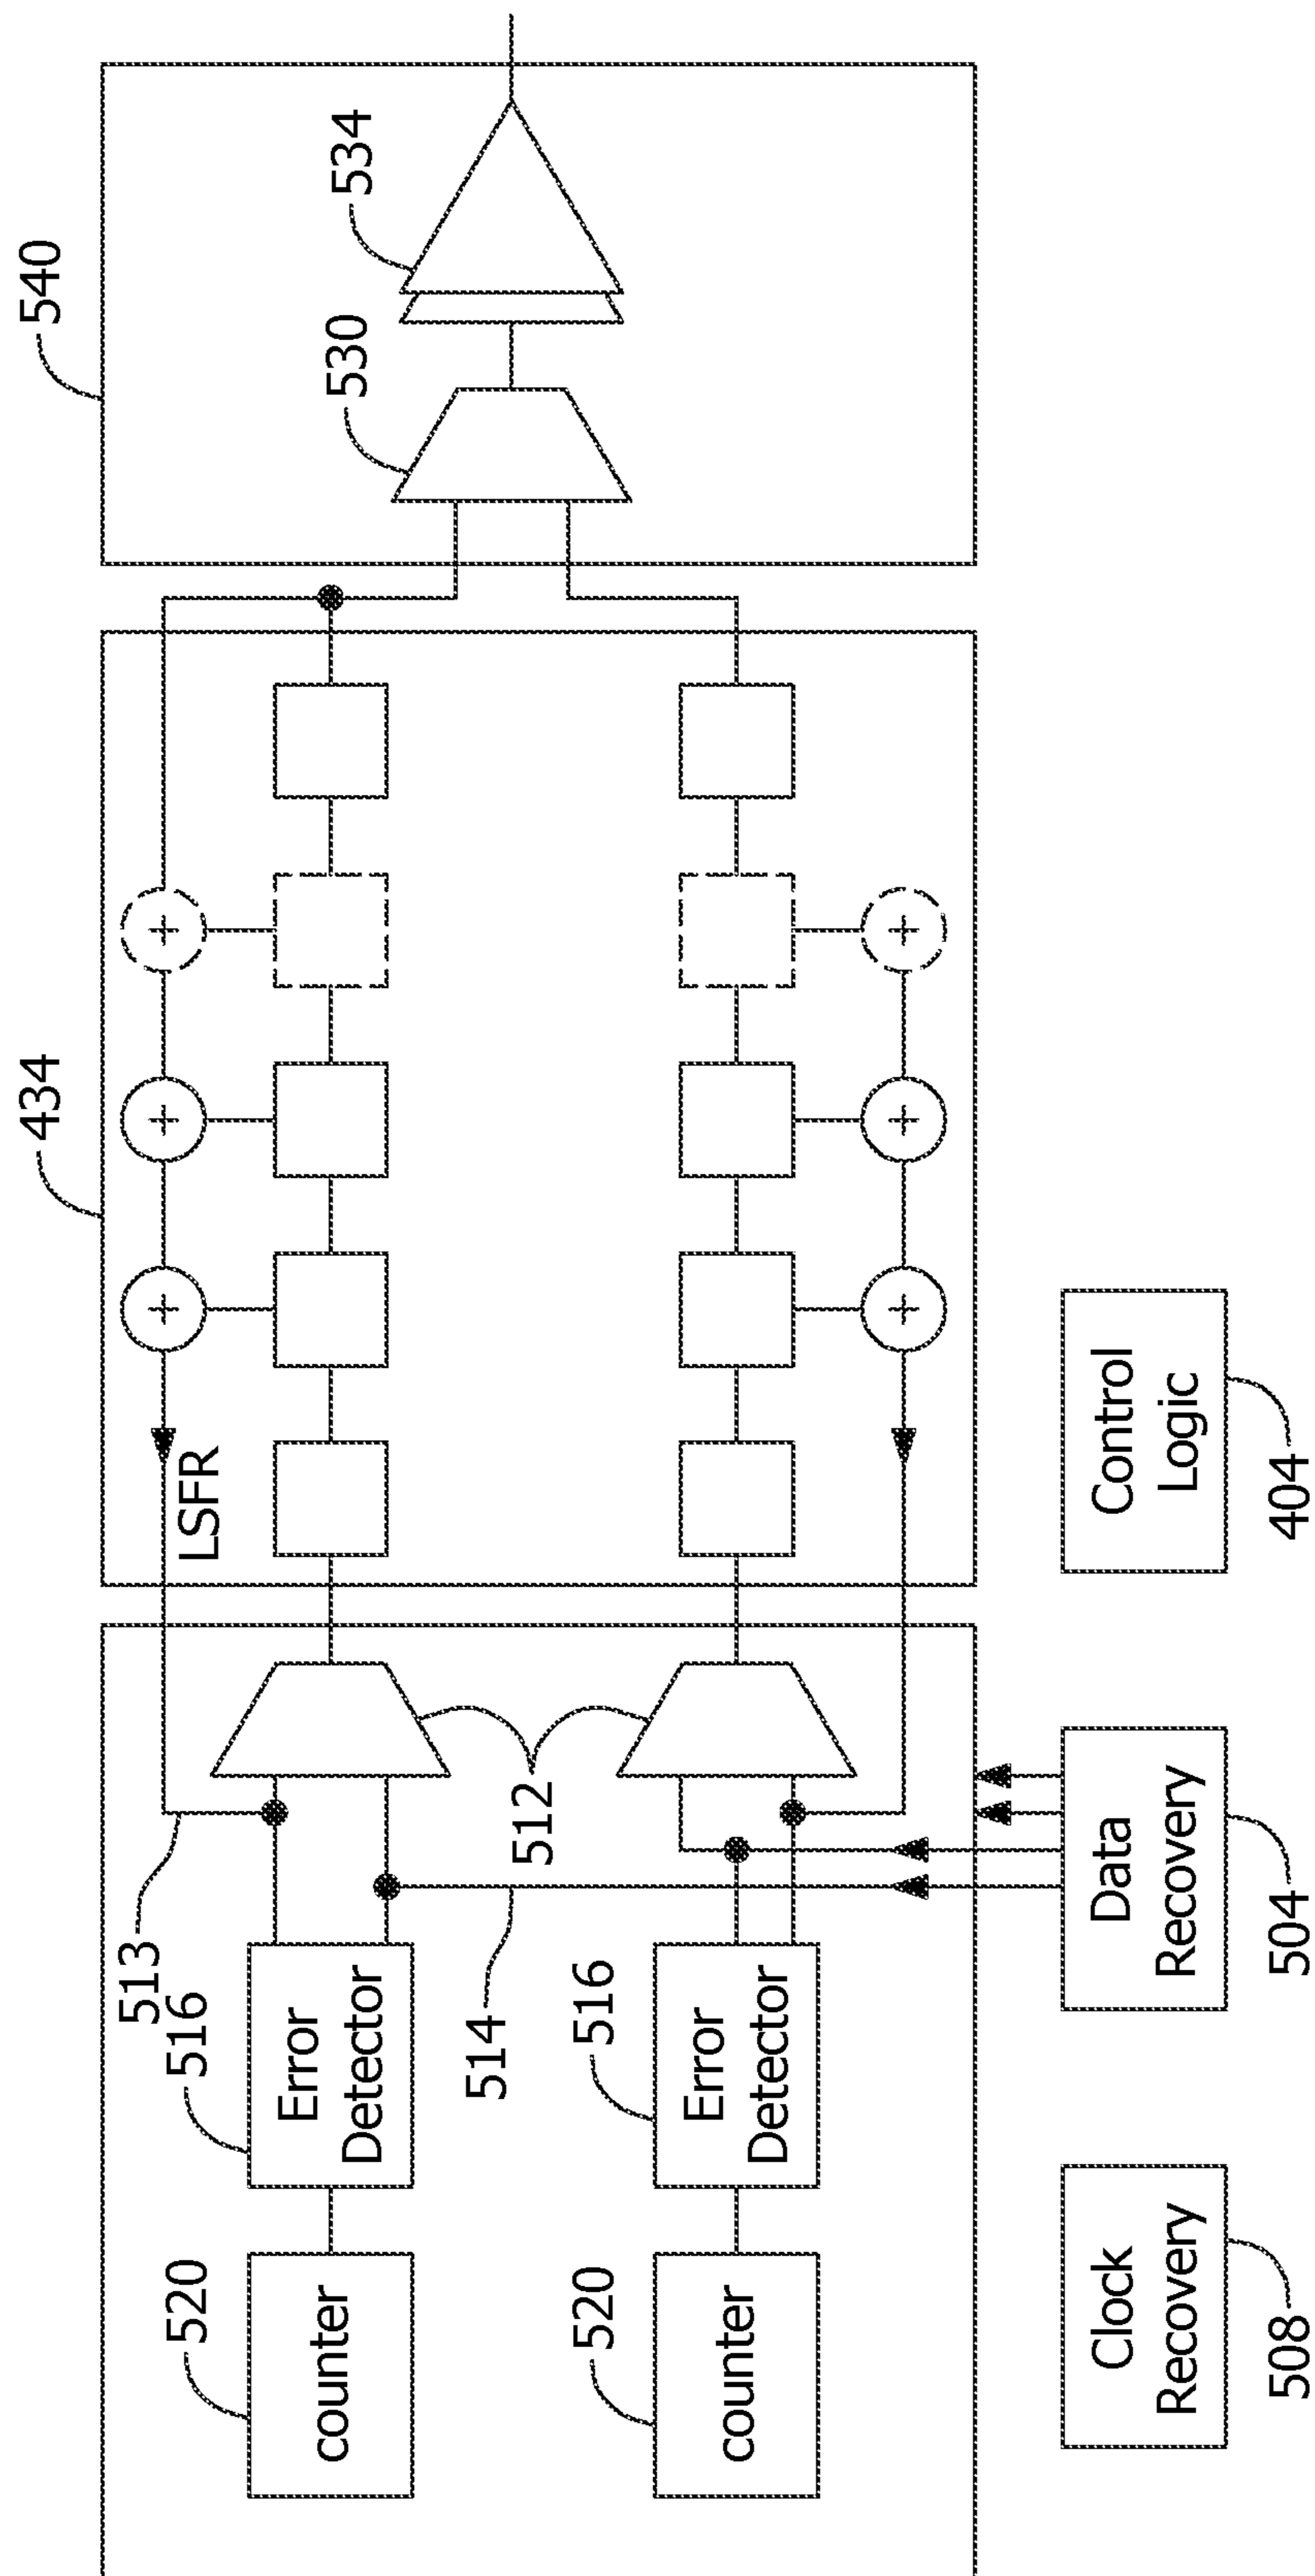 540
534
530
434
LSFR
512
513
514
516
Error
Detector
516
Error
Detector
520
counter
520
counter
Control
Logic
404
Data
Recovery
504
Clock
Recovery
508